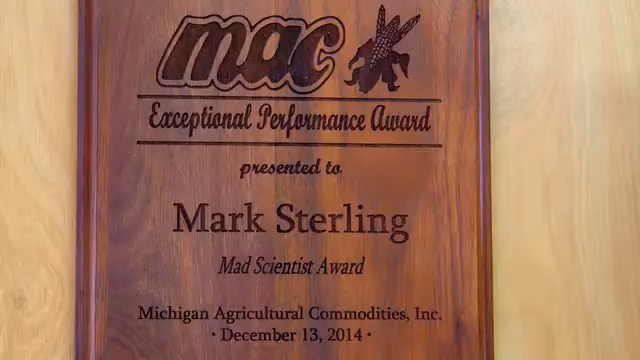 mac
Exceptional Performance Award
presented to
Mark Sterling
Mad Scientist Award
Michigan Agricultural Commodities, Inc.
· December 13, 2014 ·